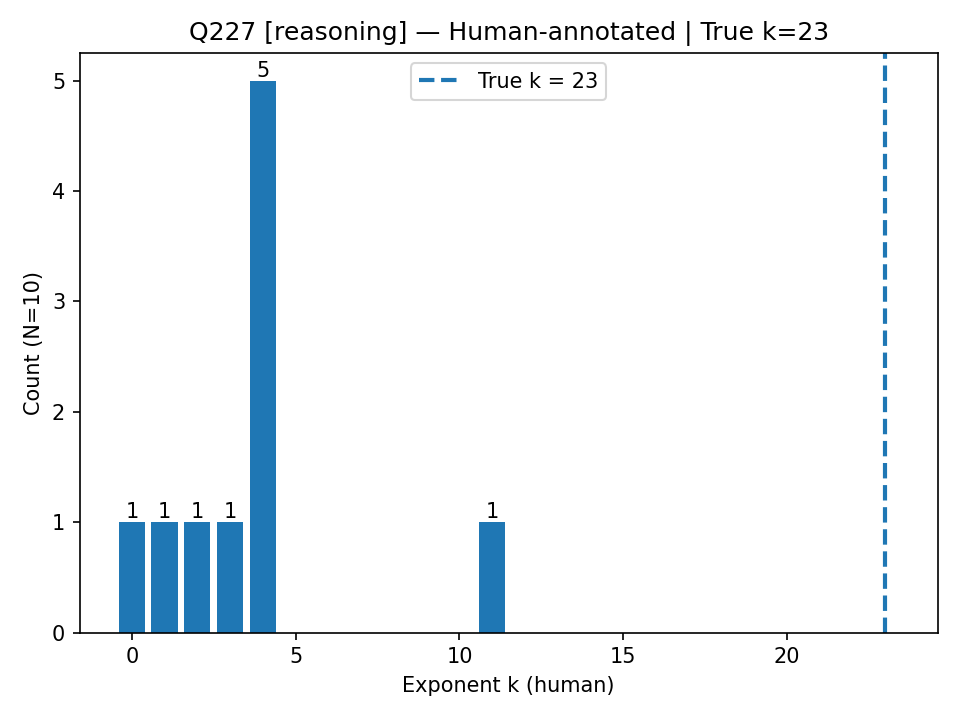 Q227 [reasoning] — Human-annotated | True k=23
True k = 23
Count (N=10)
5
4
3
2
1
0
1 1 1 1 5 1
0 5 10 15 20
Exponent k (human)